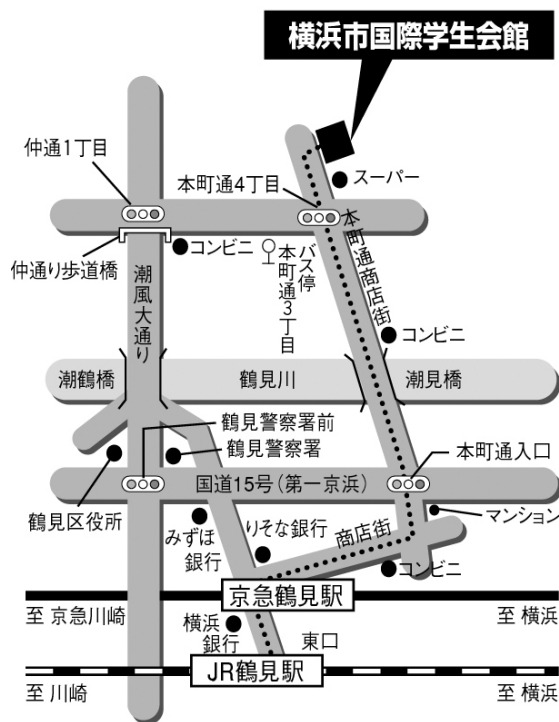 横浜市国際学生会館
仲通1丁目
本町通4丁目
スーパー
コンビニ
仲通り歩道橋
バス停
本町通3丁目
本町通商店街
潮風大通り
コンビニ
潮鶴橋
鶴見川
潮見橋
鶴見警察署前
鶴見警察署
本町通入口
国道15号(第一京浜)
鶴見区役所
みずほ
銀行
りそな銀行
商店街
マンション
コンビニ
京急鶴見駅
至 京急川崎
至 横浜
横浜
銀行
東口
JR鶴見駅
至 川崎
至 横浜